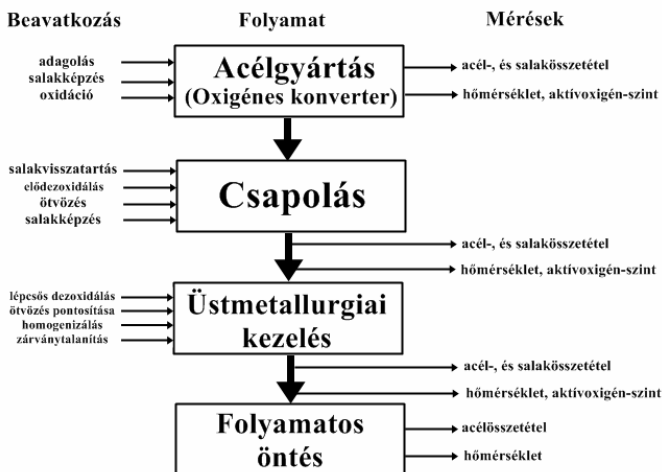 Beavatkozás Folyamat Mérések
adagolás
salakképzés
oxidáció
Acélgyártás
(Oxigénes konverter)
acél-, és salakösszetétel
hőmérséklet, aktívoxigén-szint
salakvisszatartás
elődezoxidálás
ötvözés
salakképzés
Csapolás
acél-, és salakösszetétel
hőmérséklet, aktívoxigén-szint
lépcsős dezoxidálás
ötvözés pontosítása
homogenizálás
zárványtalanítás
Üstmetallurgiai
kezelés
acél-, és salakösszetétel
hőmérséklet, aktívoxigén-szint
Folyamatos
öntés
acélösszetétel
hőmérséklet